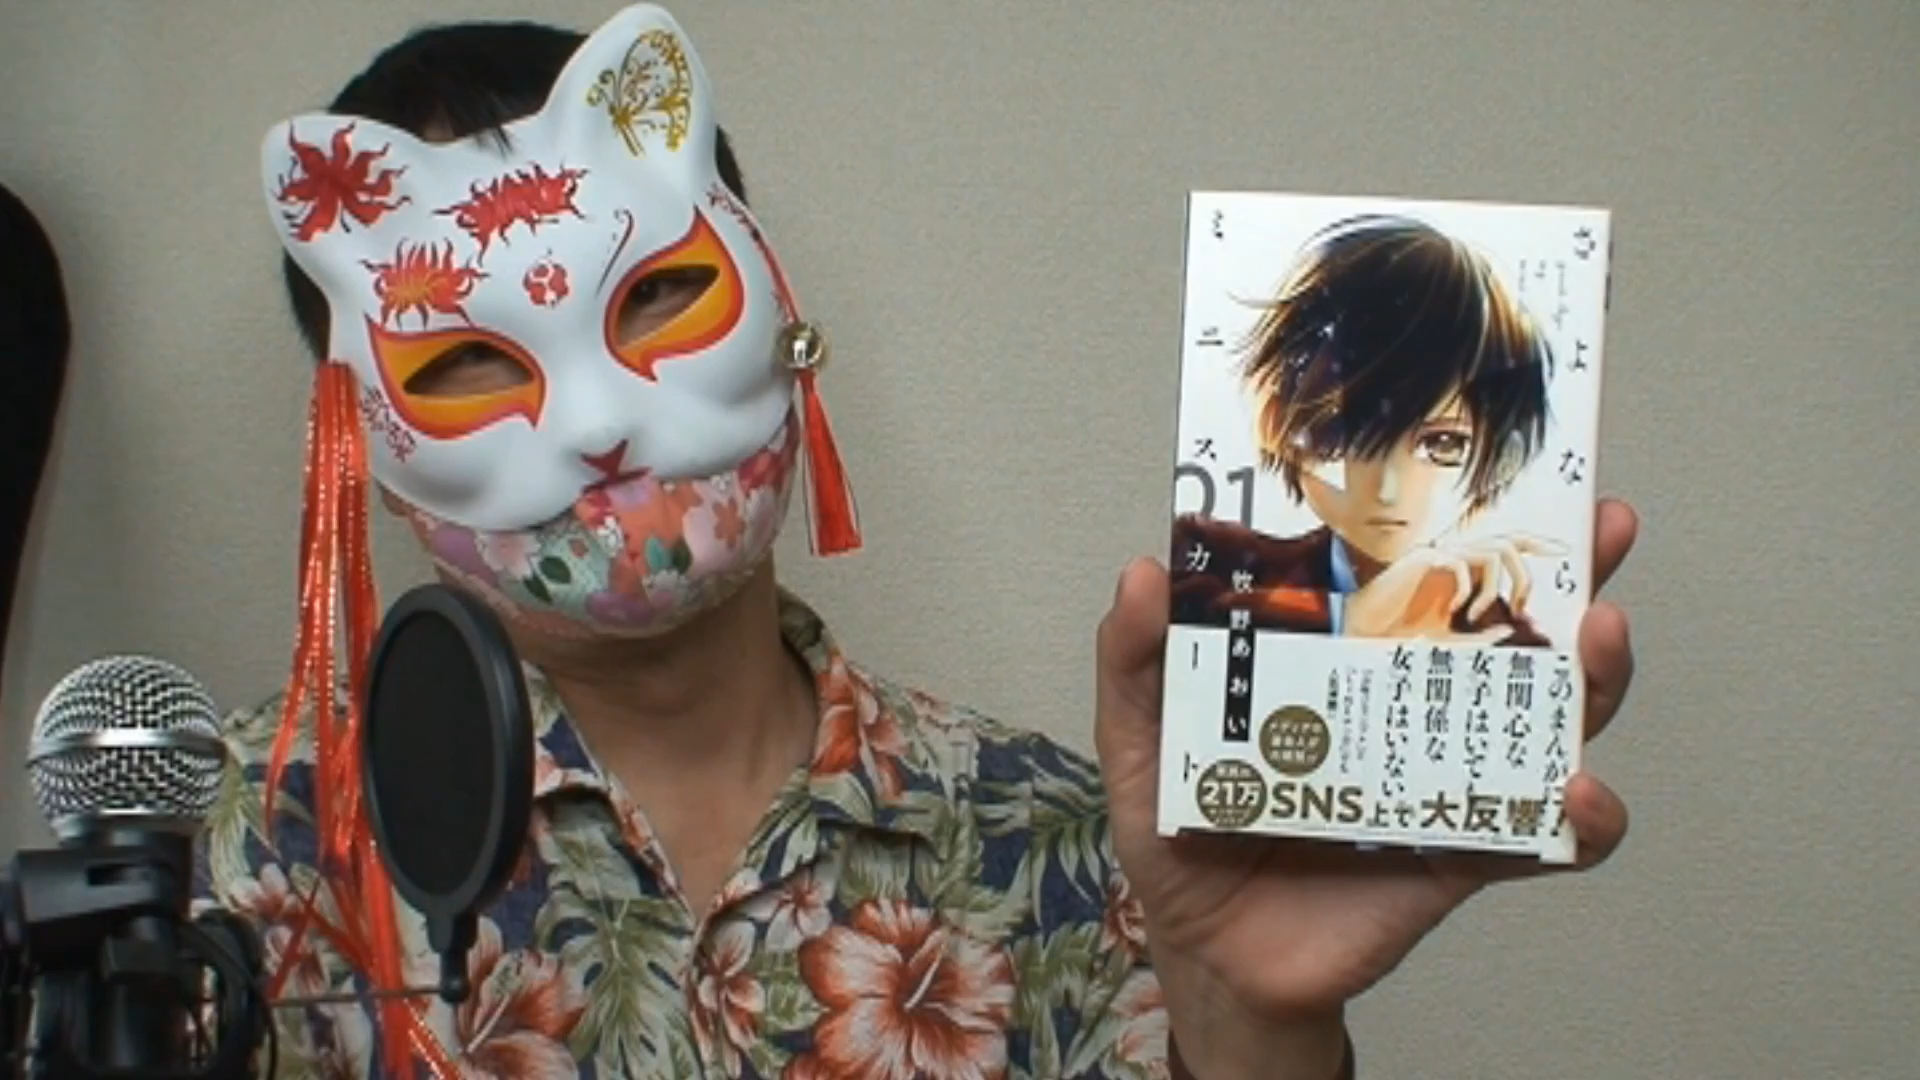 さよなら
ミニスカート
01
牧野あおい
このまんがに
無関心な
女子はいても
無関係な
女子はいない
21万
SNS上で大反響